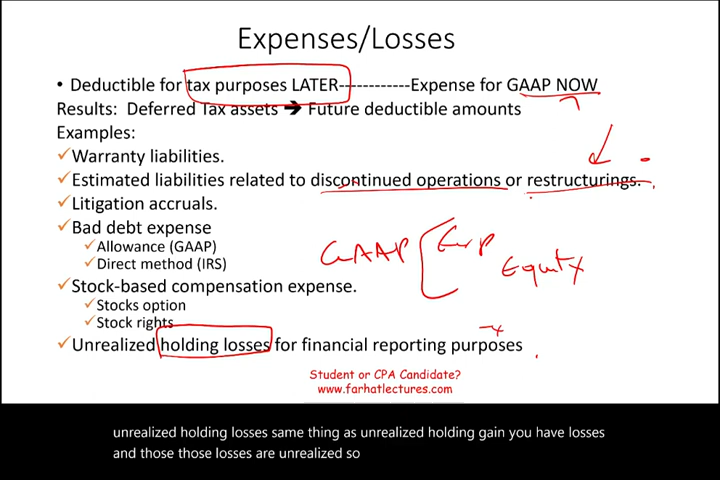 Expenses/Losses
• Deductible for tax purposes LATER-----------Expense for GAAP NOW
Results: Deferred Tax assets → Future deductible amounts
Examples:
✓Warranty liabilities.
✓Estimated liabilities related to discontinued operations or restructurings.
✓Litigation accruals.
✓Bad debt expense
✓Allowance (GAAP)
✓Direct method (IRS)
GAAP Exp
Equity
✓Stock-based compensation expense.
✓Stocks option
✓Stock rights
✓Unrealized holding losses for financial reporting purposes
Student or CPA Candidate?
www.farhatlectures.com
unrealized holding losses same thing as unrealized holding gain you have losses
and those those losses are unrealized so